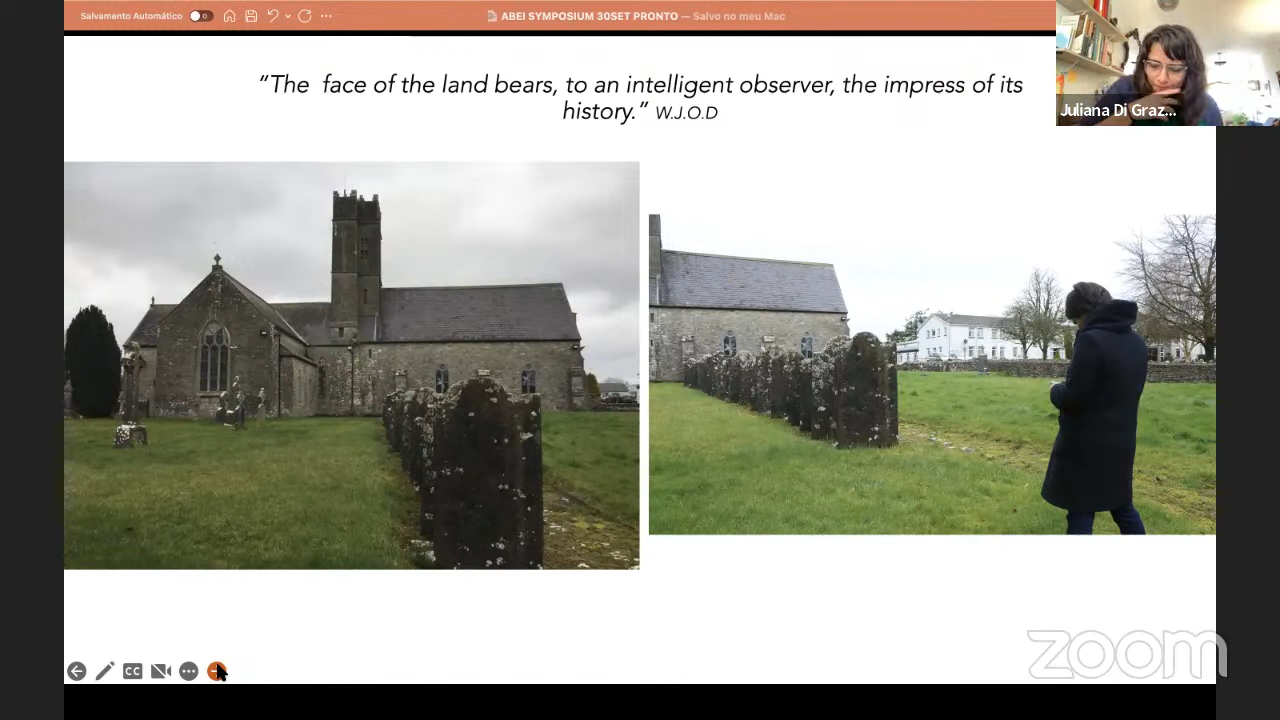 Salvamento Automático
ABEI SYMPOSIUM 30SET PRONTO — Salvo no meu Mac
“The face of the land bears, to an intelligent observer, the impress of its
history.” W.J.O.D
Juliana Di Graz...
CC
zoom